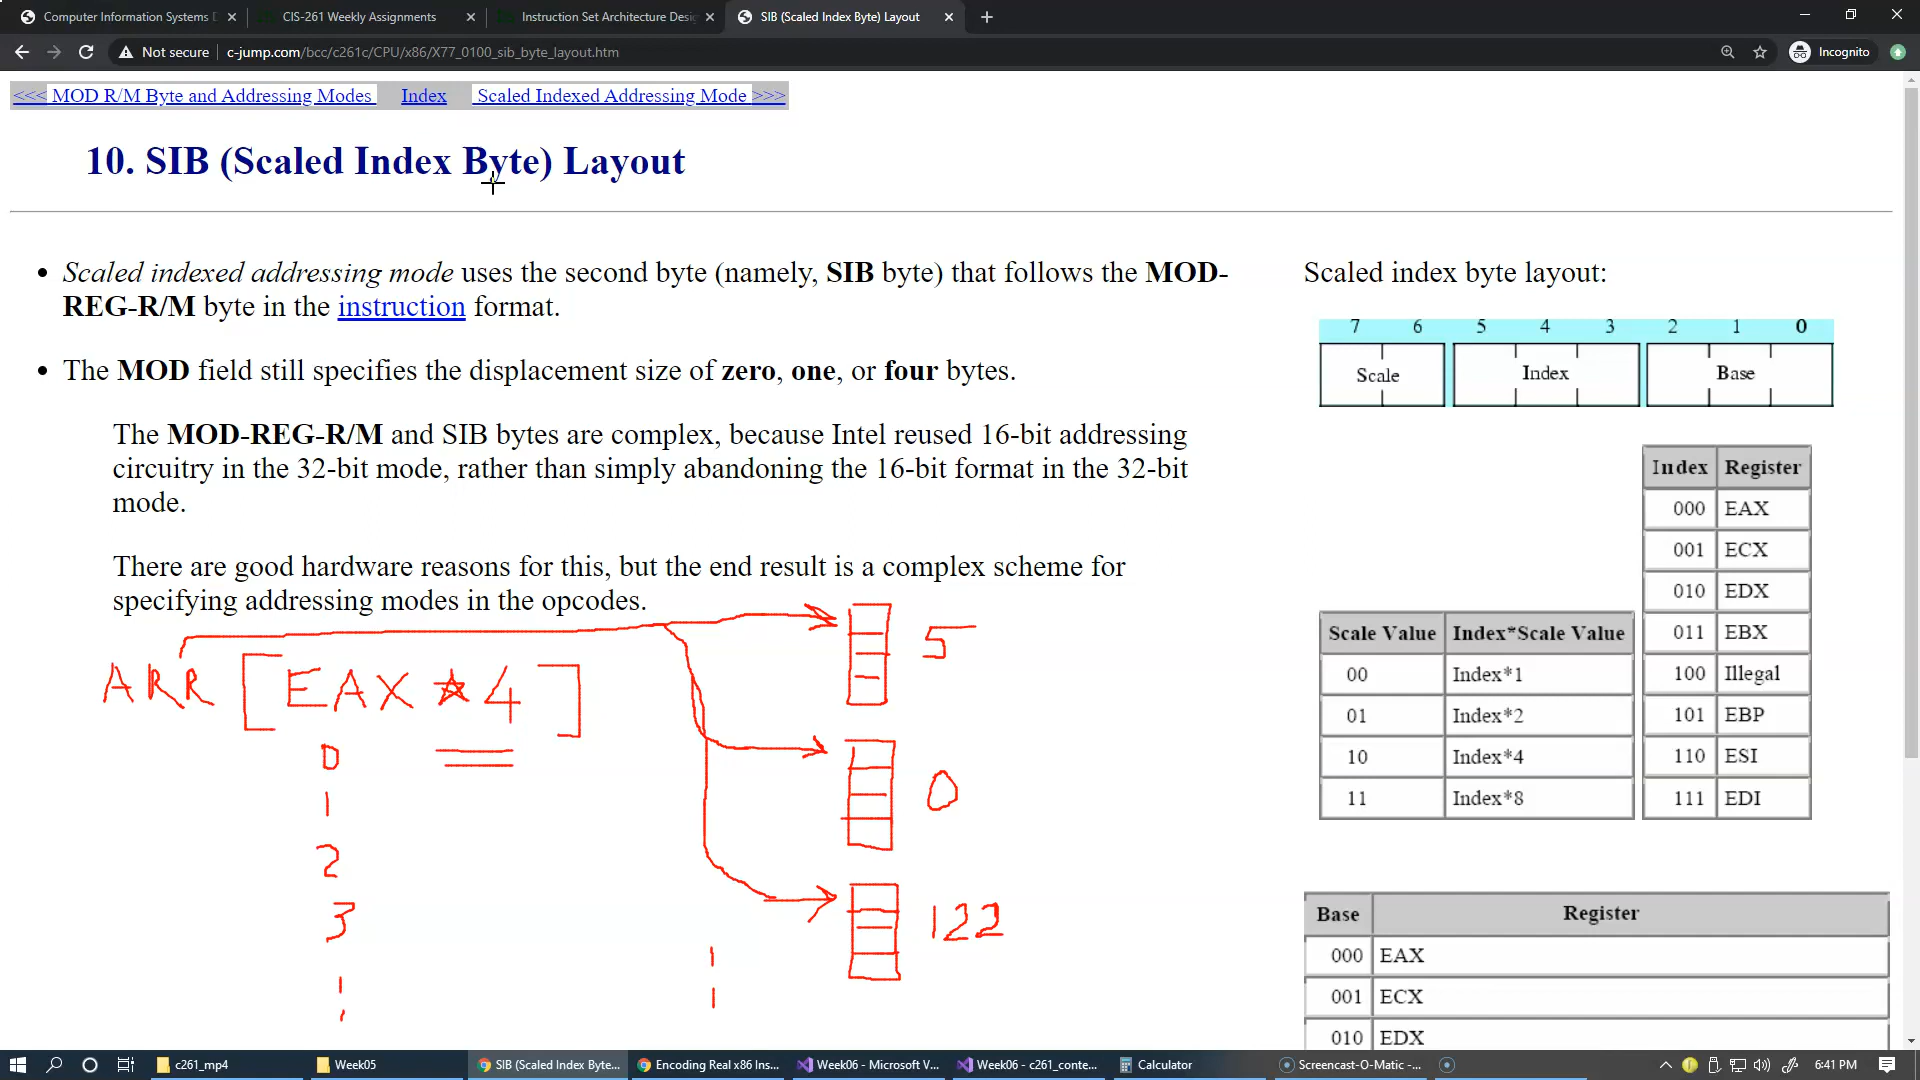 Computer Information Systems D
CIS-261 Weekly Assignments
Instruction Set Architecture Desig
SIB (Scaled Index Byte) Layout
Not secure
c-jump.com/bcc/c261c/CPU/x86/X77_0100_sib_byte_layout.htm
Incognito
<<< MOD R/M Byte and Addressing Modes   Index   Scaled Indexed Addressing Mode >>>
10. SIB (Scaled Index Byte) Layout
• Scaled indexed addressing mode uses the second byte (namely, SIB byte) that follows the MOD-
REG-R/M byte in the instruction format.
• The MOD field still specifies the displacement size of zero, one, or four bytes.
The MOD-REG-R/M and SIB bytes are complex, because Intel reused 16-bit addressing
circuitry in the 32-bit mode, rather than simply abandoning the 16-bit format in the 32-bit
mode.
There are good hardware reasons for this, but the end result is a complex scheme for
specifying addressing modes in the opcodes.
ARR [EAX * 4]
0
1
2
3
5
0
122
Scaled index byte layout:
7 6 5 4 3 2 1 0
Scale Index Base
Scale Value Index*Scale Value
00 Index*1
01 Index*2
10 Index*4
11 Index*8
Index Register
000 EAX
001 ECX
010 EDX
011 EBX
100 Illegal
101 EBP
110 ESI
111 EDI
Base Register
000 EAX
001 ECX
010 EDX
c261_mp4
Week05
SIB (Scaled Index Byte...
Encoding Real x86 Ins...
Week06 - Microsoft V...
Week06 - c261_conte...
Calculator
Screencast-O-Matic -...
6:41 PM